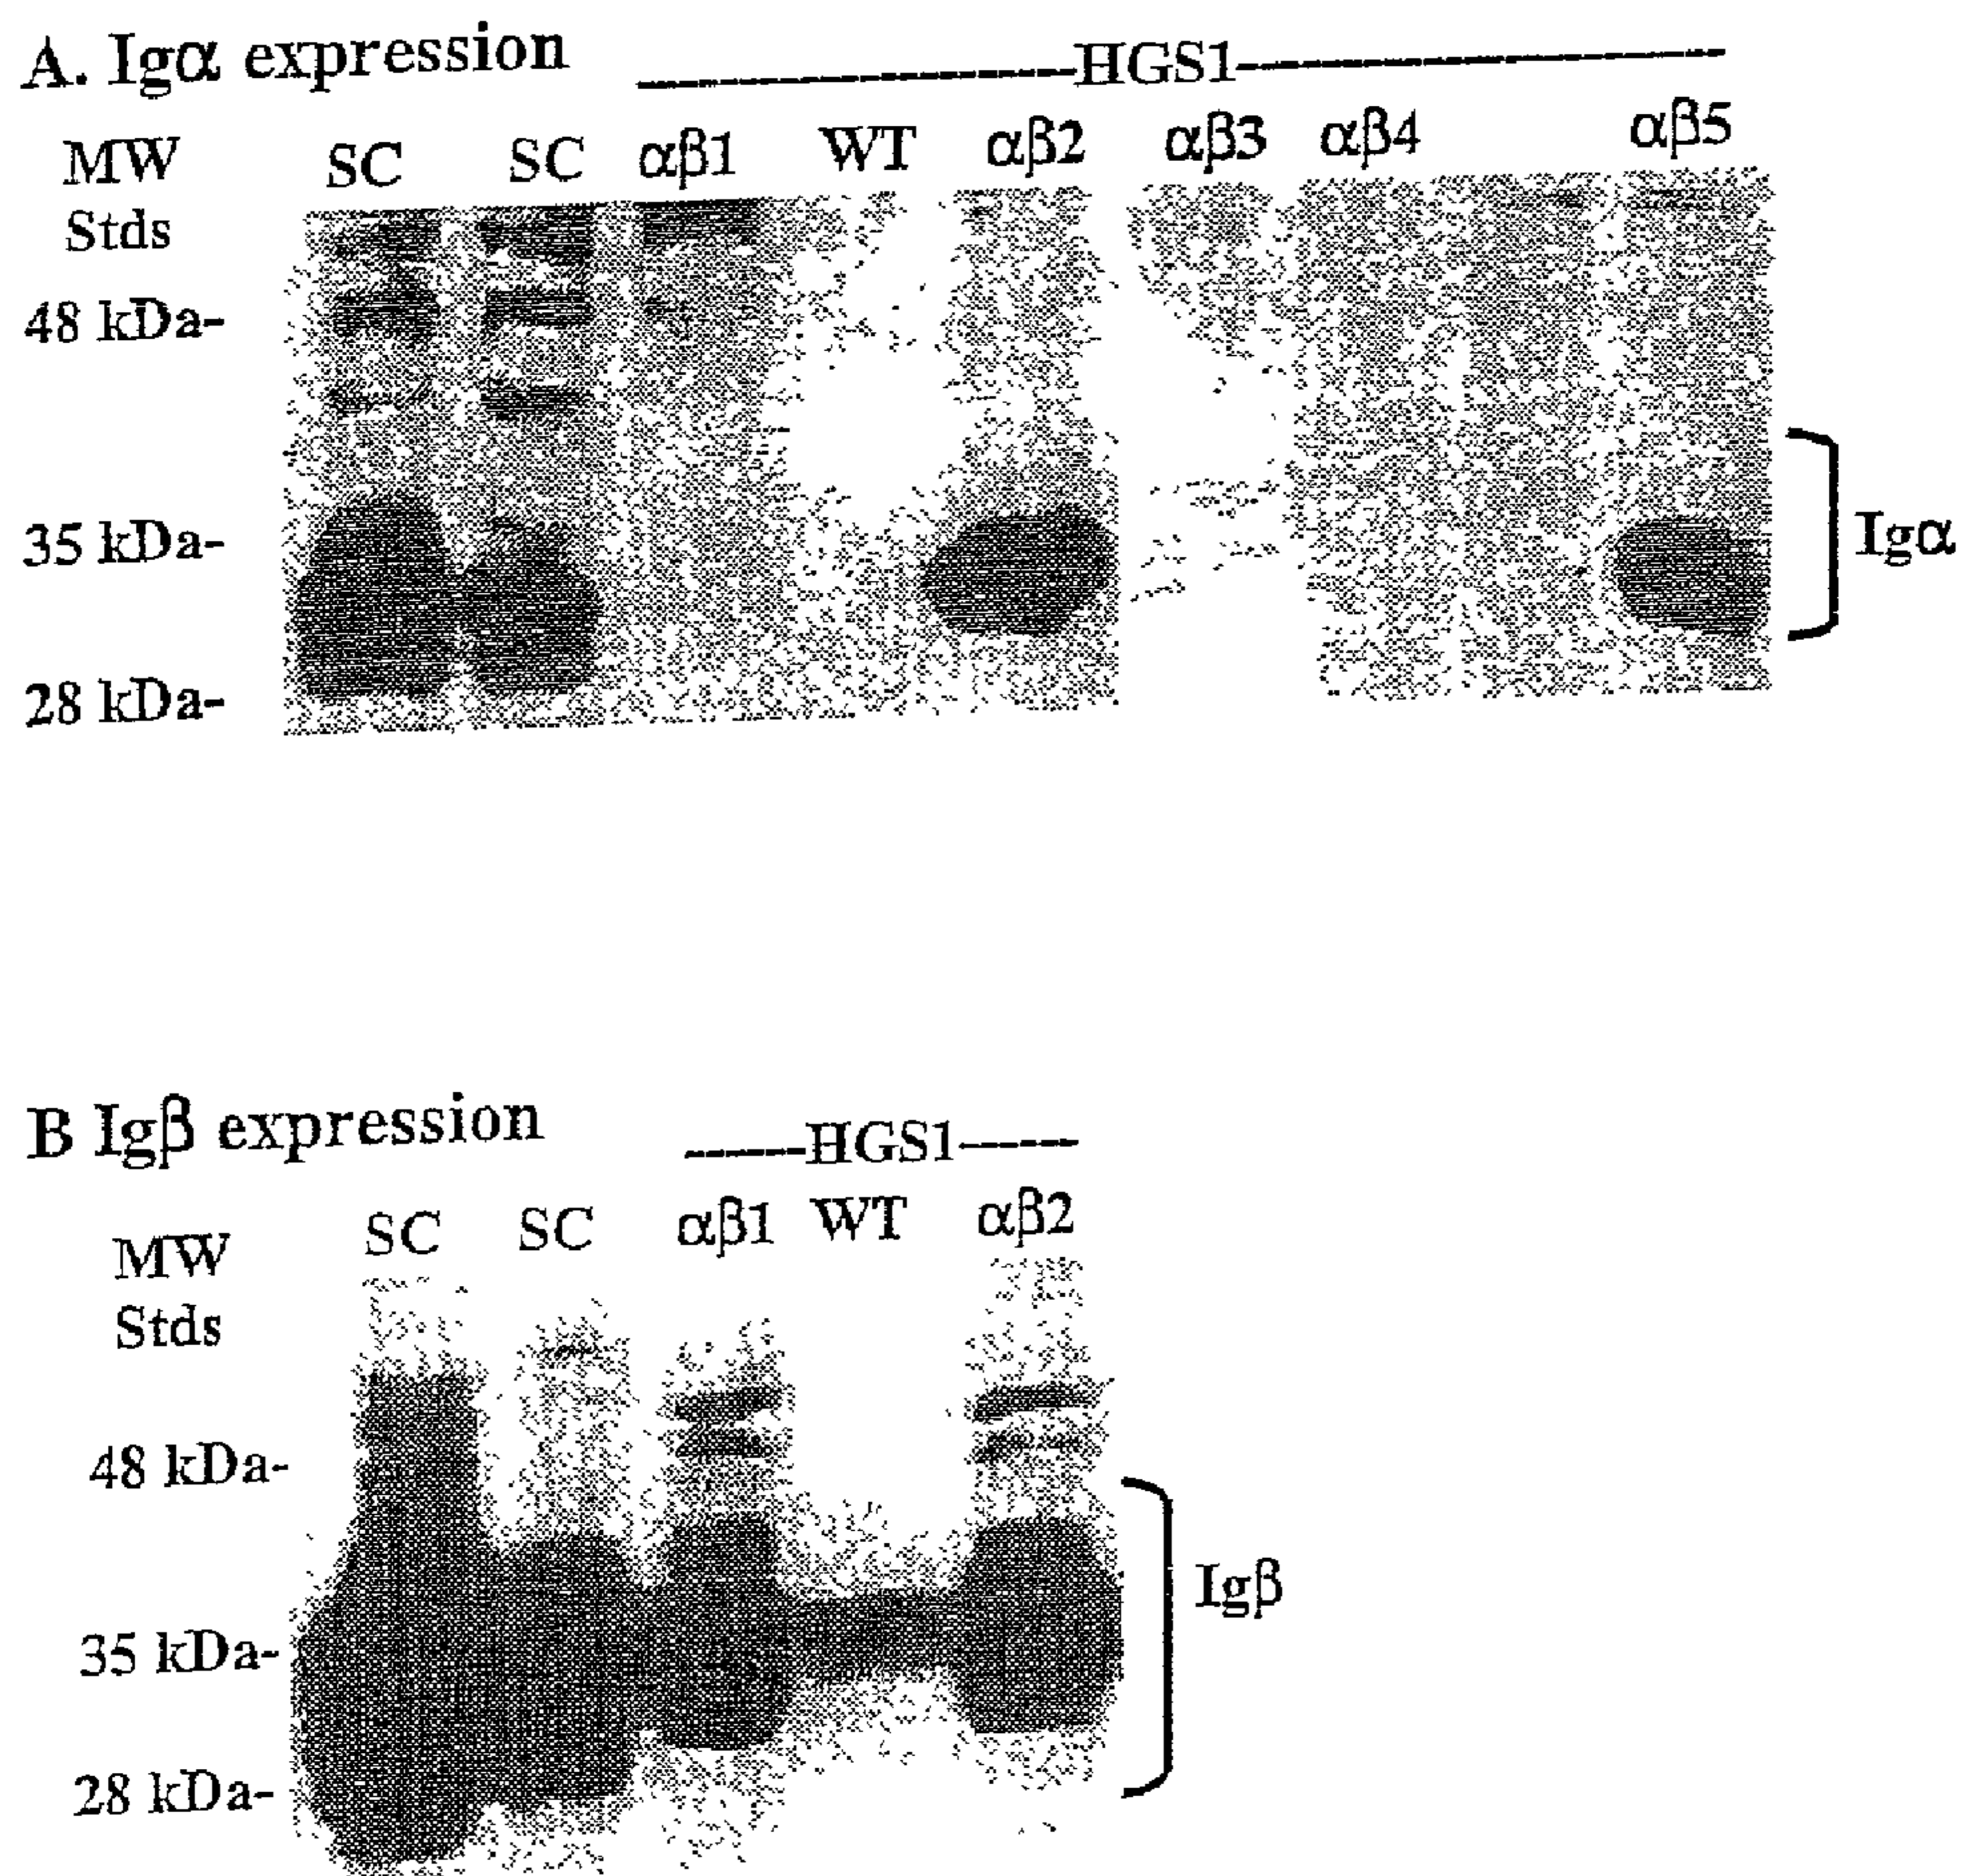 A. Igα expression
HGS1
MW SC SC αβ1 WT αβ2 αβ3 αβ4 αβ5
Stds
48 kDa-
35 kDa-
Igα
28 kDa-
B Igβ expression
HGS1
MW SC SC αβ1 WT αβ2
Stds
48 kDa-
Igβ
35 kDa-
28 kDa-